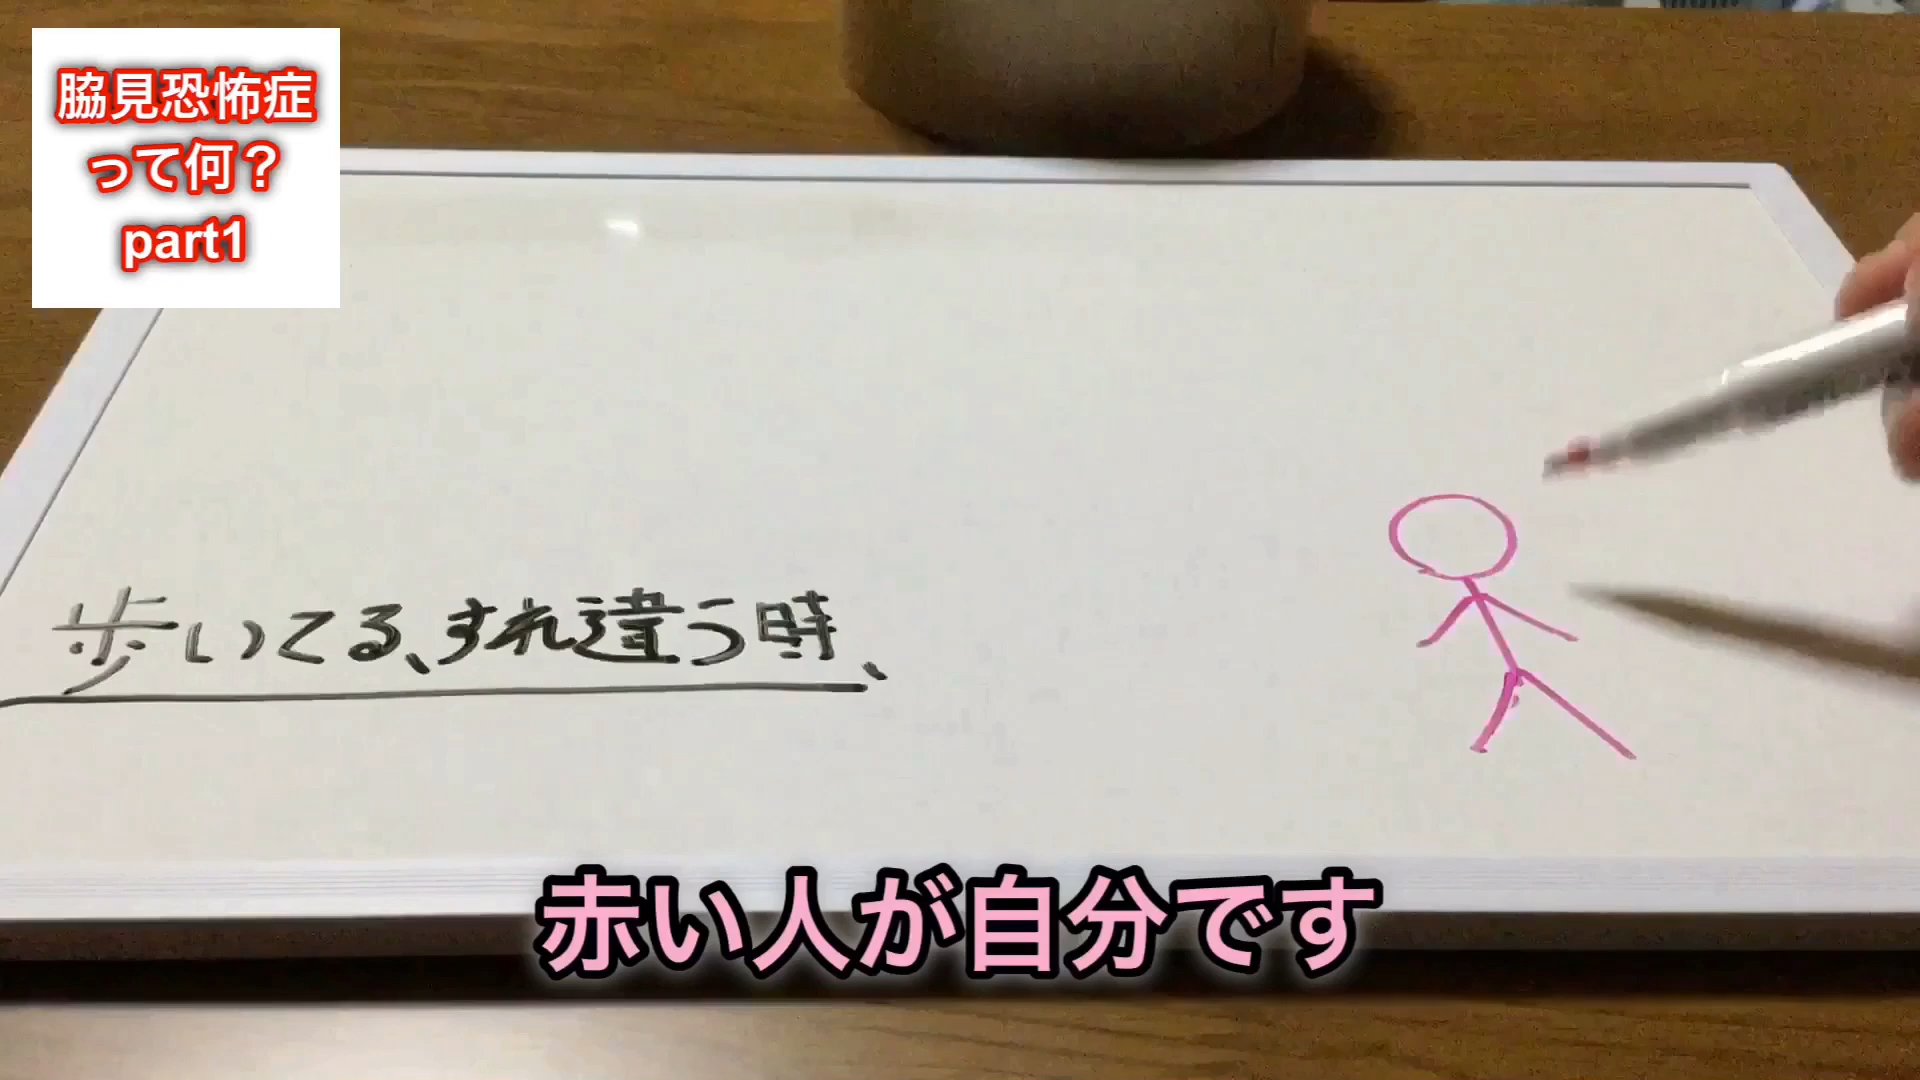 脇見恐怖症
って何？
part1
歩いてる、すれ違う時、
赤い人が自分です